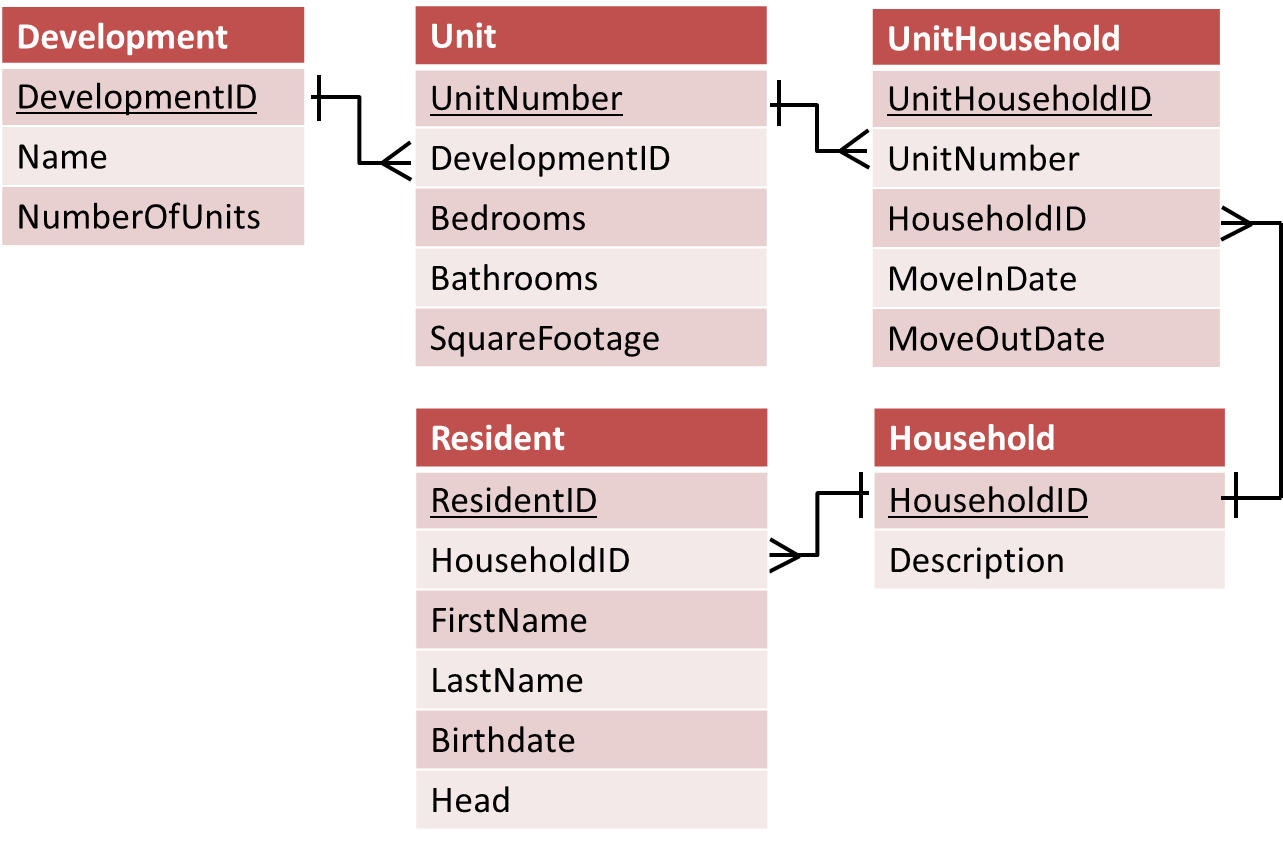 Development
DevelopmentID
Name
NumberOfUnits
Unit
UnitNumber
DevelopmentID
Bedrooms
Bathrooms
SquareFootage
UnitHousehold
UnitHouseholdID
UnitNumber
HouseholdID
MoveInDate
MoveOutDate
Resident
ResidentID
HouseholdID
FirstName
LastName
Birthdate
Head
Household
HouseholdID
Description